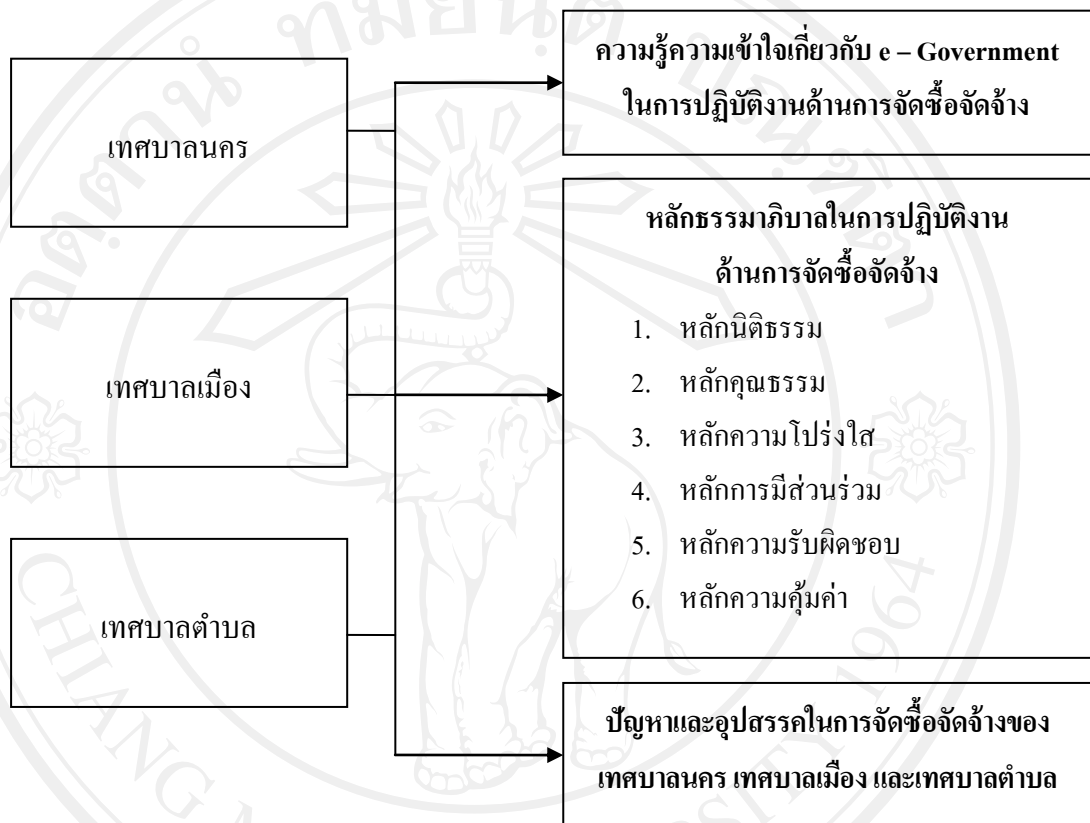 เทศบาลนคร
เทศบาลเมือง
เทศบาลตำบล
ความรู้ความเข้าใจเกี่ยวกับ e – Government
ในการปฏิบัติงานด้านการจัดซื้อจัดจ้าง
หลักธรรมาภิบาลในการปฏิบัติงาน
ด้านการจัดซื้อจัดจ้าง
1. หลักนิติธรรม
2. หลักคุณธรรม
3. หลักความโปร่งใส
4. หลักการมีส่วนร่วม
5. หลักความรับผิดชอบ
6. หลักความคุ้มค่า
ปัญหาและอุปสรรคในการจัดซื้อจัดจ้างของ
เทศบาลนคร เทศบาลเมือง และเทศบาลตำบล
CHIANG M
SITY 1964